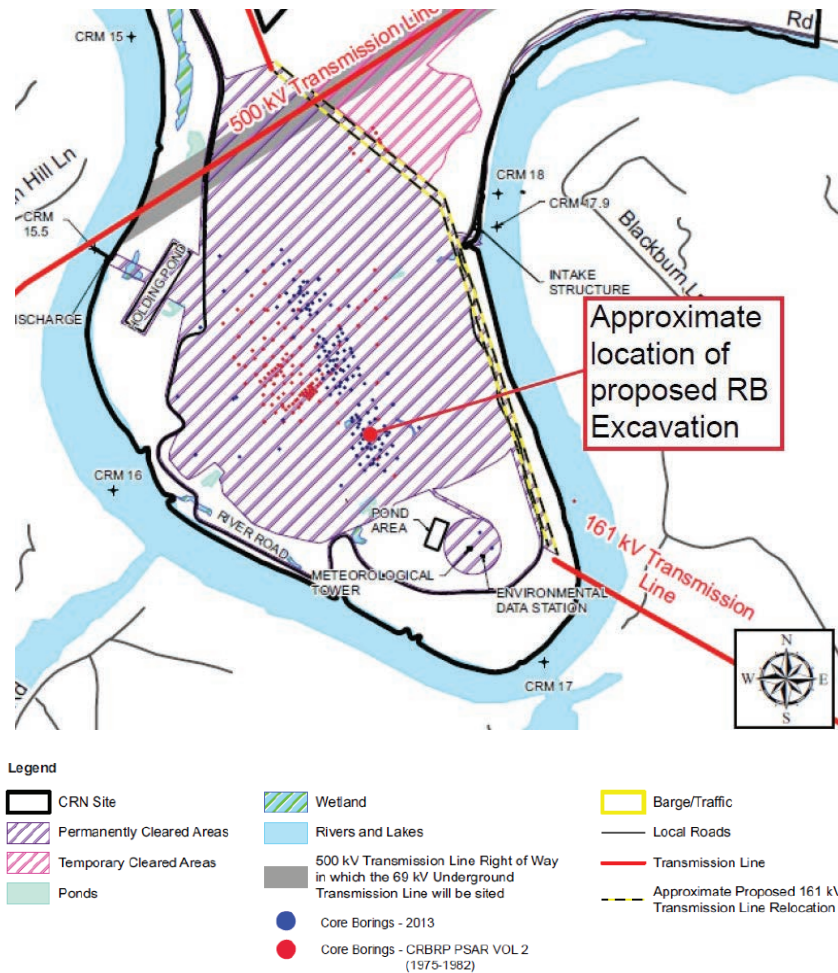 CRM 15
Rd
500 kV Transmission Line
n Hill Ln
CRM 18
CRM 17.9
CRM
15.5
Blackburn Ln
HOLDING POND
INTAKE
STRUCTURE
ISCHARGE
Approximate
location of
proposed RB
Excavation
CRM 16
RIVER ROAD
POND
AREA
161 kV Transmission
Line
METEOROLOGICAL
TOWER
ENVIRONMENTAL
DATA STATION
CRM 17
N
W
E
S
Legend
CRN Site
Permanently Cleared Areas
Temporary Cleared Areas
Ponds
Wetland
Rivers and Lakes
500 kV Transmission Line Right of Way
in which the 69 kV Underground
Transmission Line will be sited
Core Borings - 2013
Core Borings - CRBRP PSAR VOL 2
(1975-1982)
Barge/Traffic
Local Roads
Transmission Line
Approximate Proposed 161 kV
Transmission Line Relocation